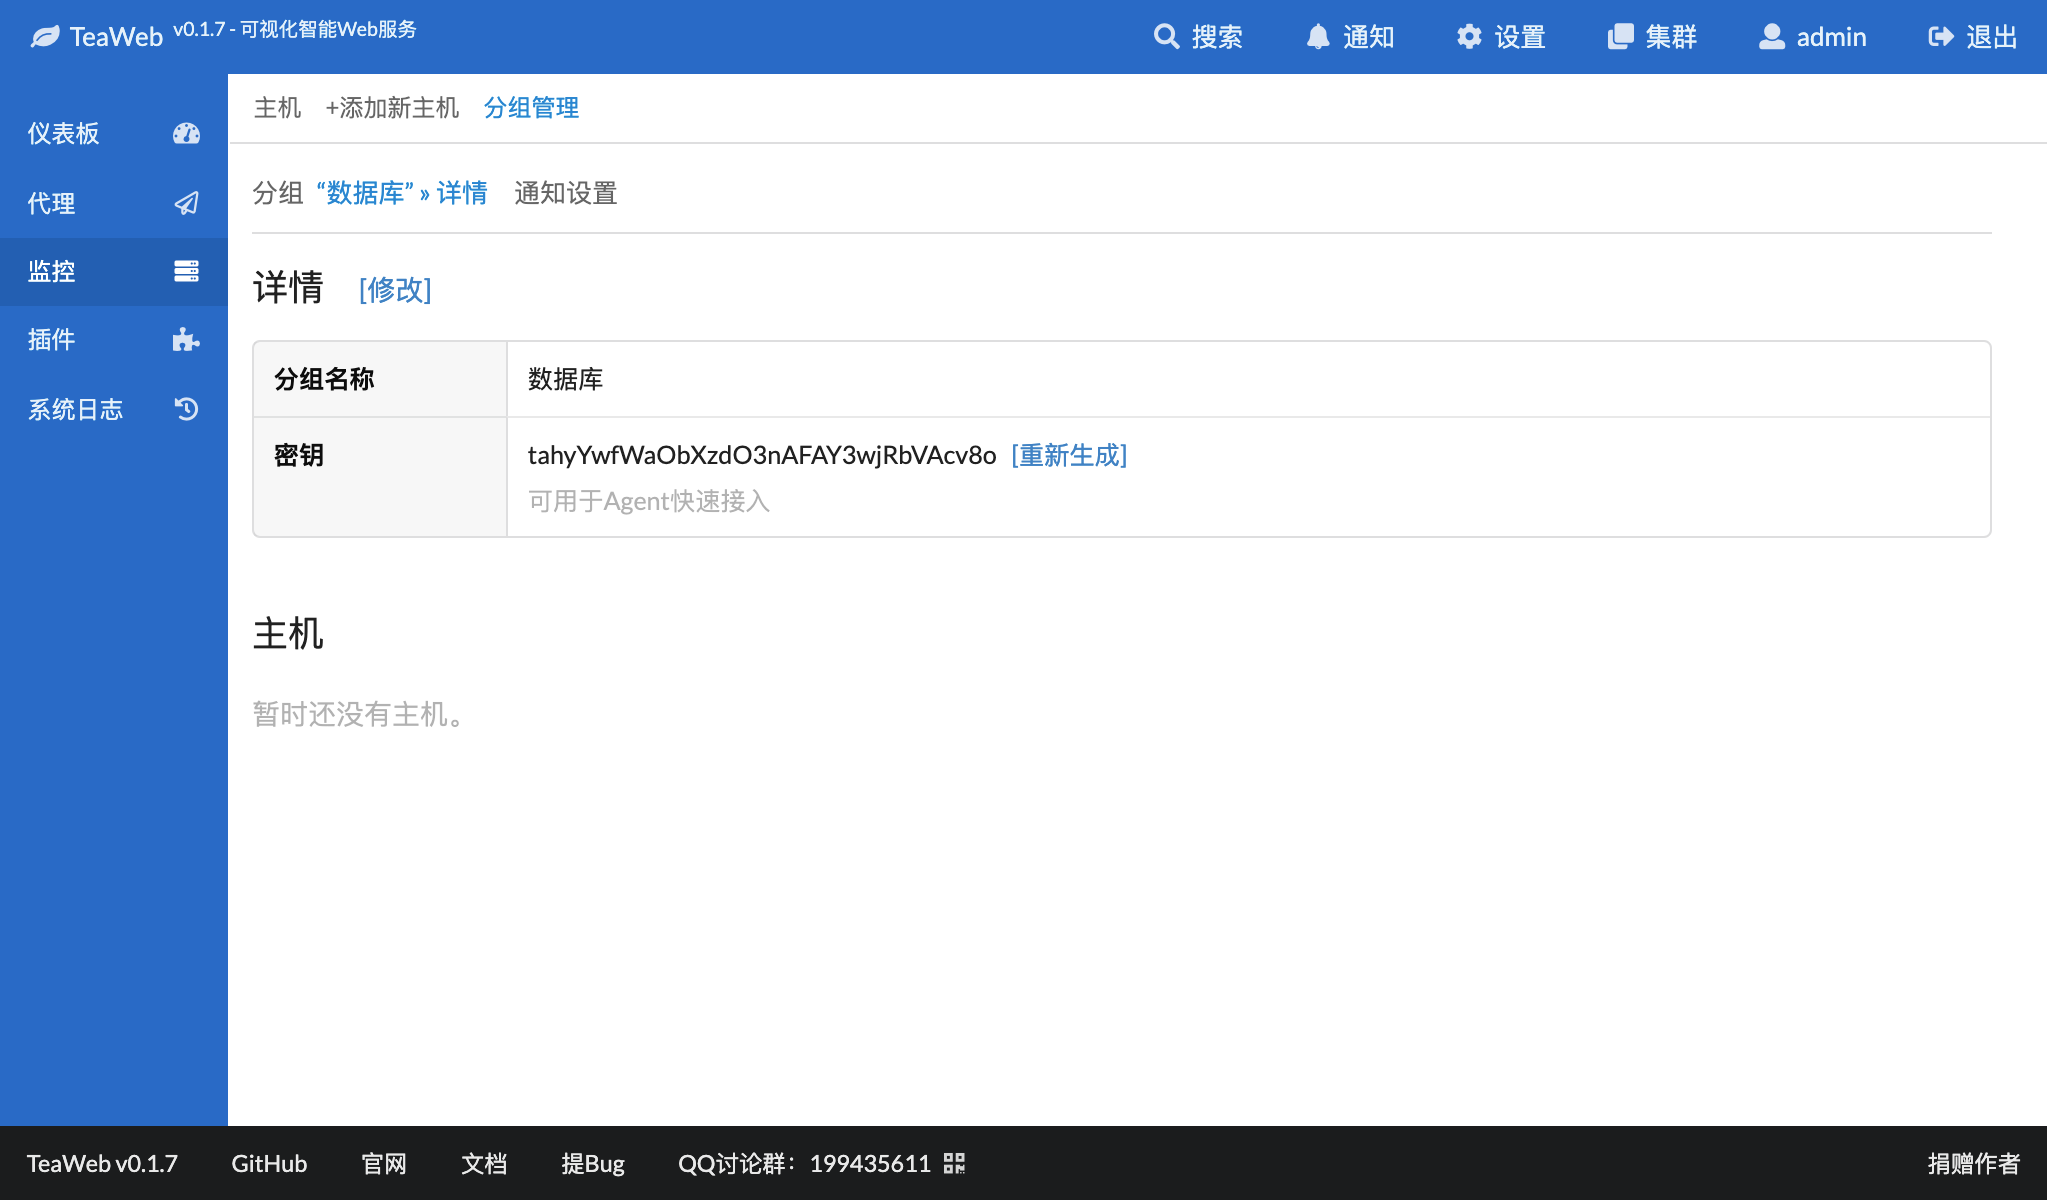 TeaWeb v0.1.7 - 可视化智能Web服务
搜索 通知 设置 集群 admin 退出
仪表板
代理
监控
插件
系统日志
主机 +添加新主机 分组管理
分组 “数据库” » 详情 通知设置
详情 [修改]
分组名称 数据库
密钥 tahyYwfWaObXzdO3nAFAY3wjRbVAcv8o [重新生成]
可用于Agent快速接入
主机
暂时还没有主机。
TeaWeb v0.1.7 GitHub 官网 文档 提Bug QQ讨论群：199435611 捐赠作者